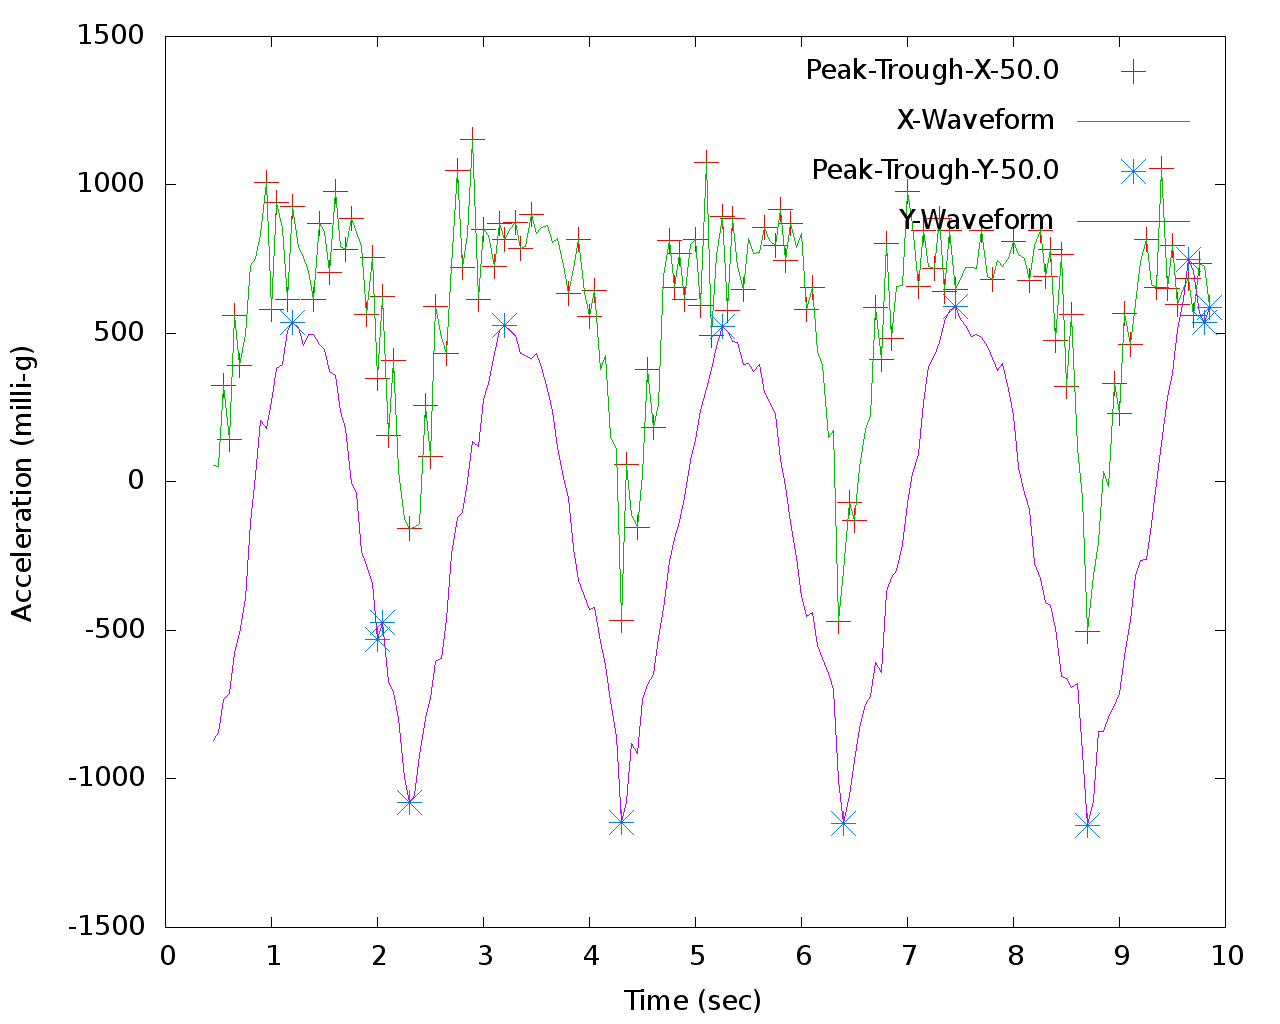 1500
1000
500
0
-500
-1000
-1500
Acceleration (milli-g)
Peak-Trough-X-50.0
X-Waveform
Peak-Trough-Y-50.0
Y-Waveform
0 1 2 3 4 5 6 7 8 9 10
Time (sec)